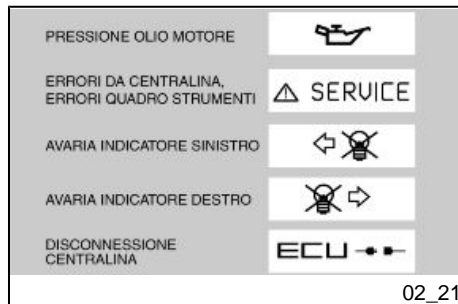 PRESSIONE OLIO MOTORE
ERRORI DA CENTRALINA,
ERRORI QUADRO STRUMENTI
SERVICE
AVARIA INDICATORE SINISTRO
AVARIA INDICATORE DESTRO
DISCONNESSIONE
CENTRALINA
ECU
02_21